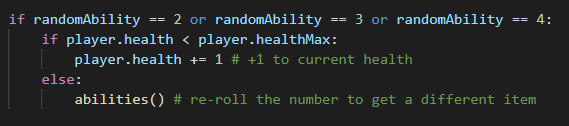 if randomAbility == 2 or randomAbility == 3 or randomAbility == 4:
    if player.health < player.healthMax:
        player.health += 1 # +1 to current health
    else:
        abilities() # re-roll the number to get a different item